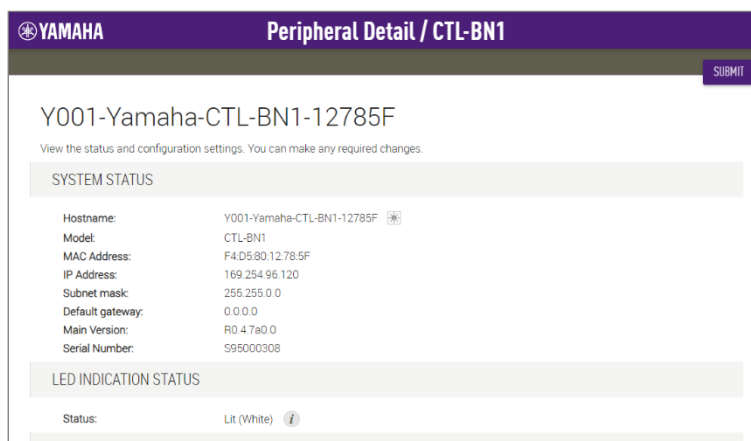 YAMAHA
Peripheral Detail / CTL-BN1
SUBMIT
Y001-Yamaha-CTL-BN1-12785F
View the status and configuration settings. You can make any required changes.
SYSTEM STATUS
Hostname: Y001-Yamaha-CTL-BN1-12785F
Model: CTL-BN1
MAC Address: F4:D5:80:12:78:5F
IP Address: 169.254.96.120
Subnet mask: 255.255.0.0
Default gateway: 0.0.0.0
Main Version: R0.4.7a0.0
Serial Number: S95000308
LED INDICATION STATUS
Status: Lit (White) i